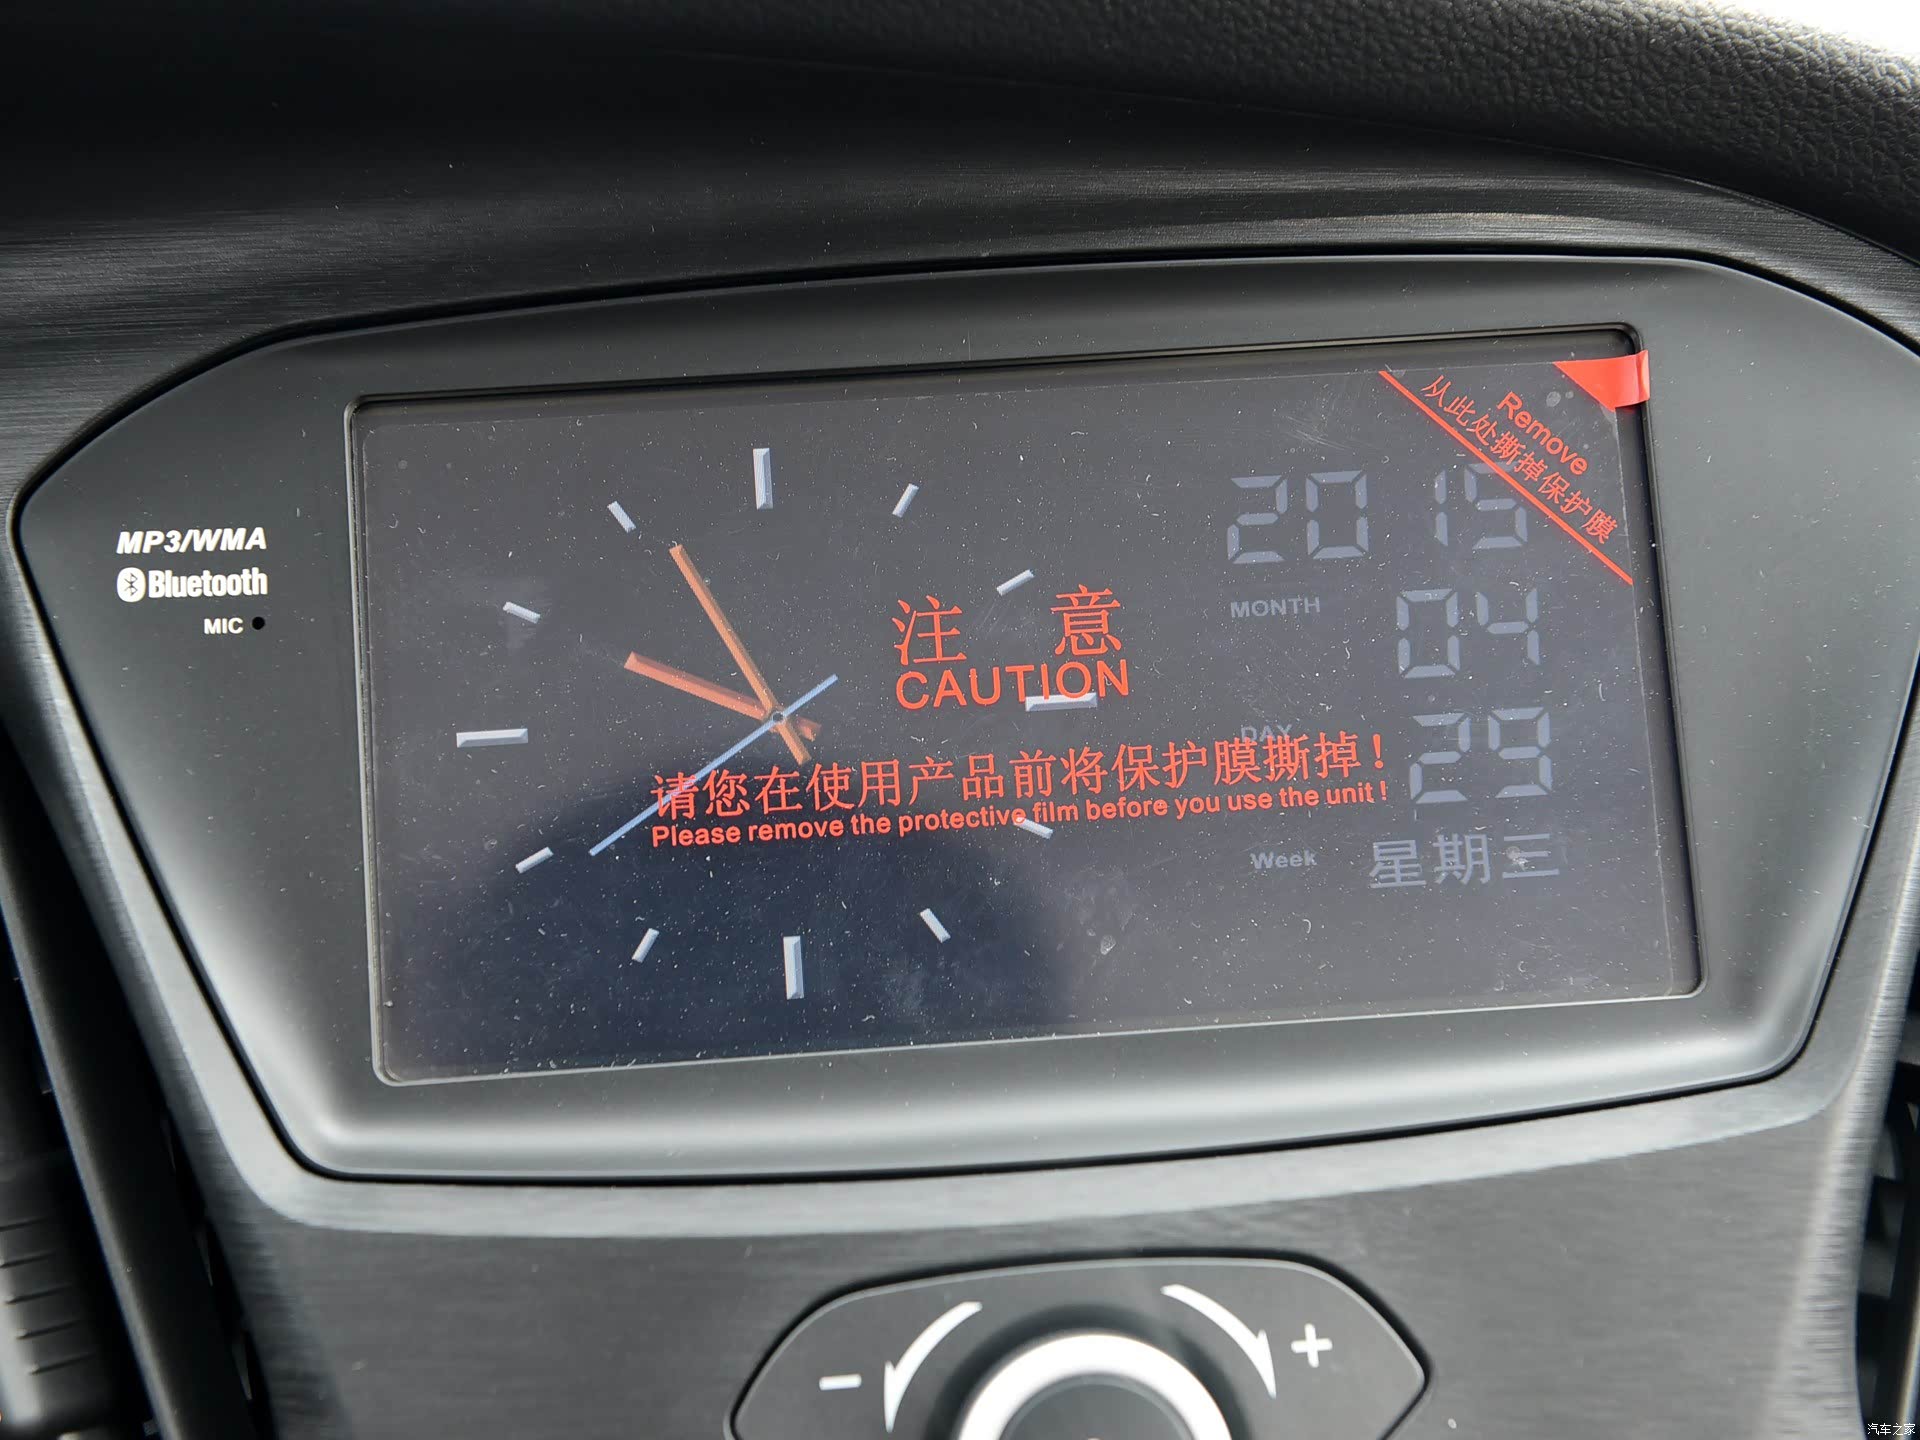 MP3/WMA
Bluetooth
MIC
Remove
从此处撕掉保护膜
2015
MONTH 04
DAY 29
Week 星期三
注 意
CAUTION
请您在使用产品前将保护膜撕掉！
Please remove the protective film before you use the unit !
- +
汽车之家